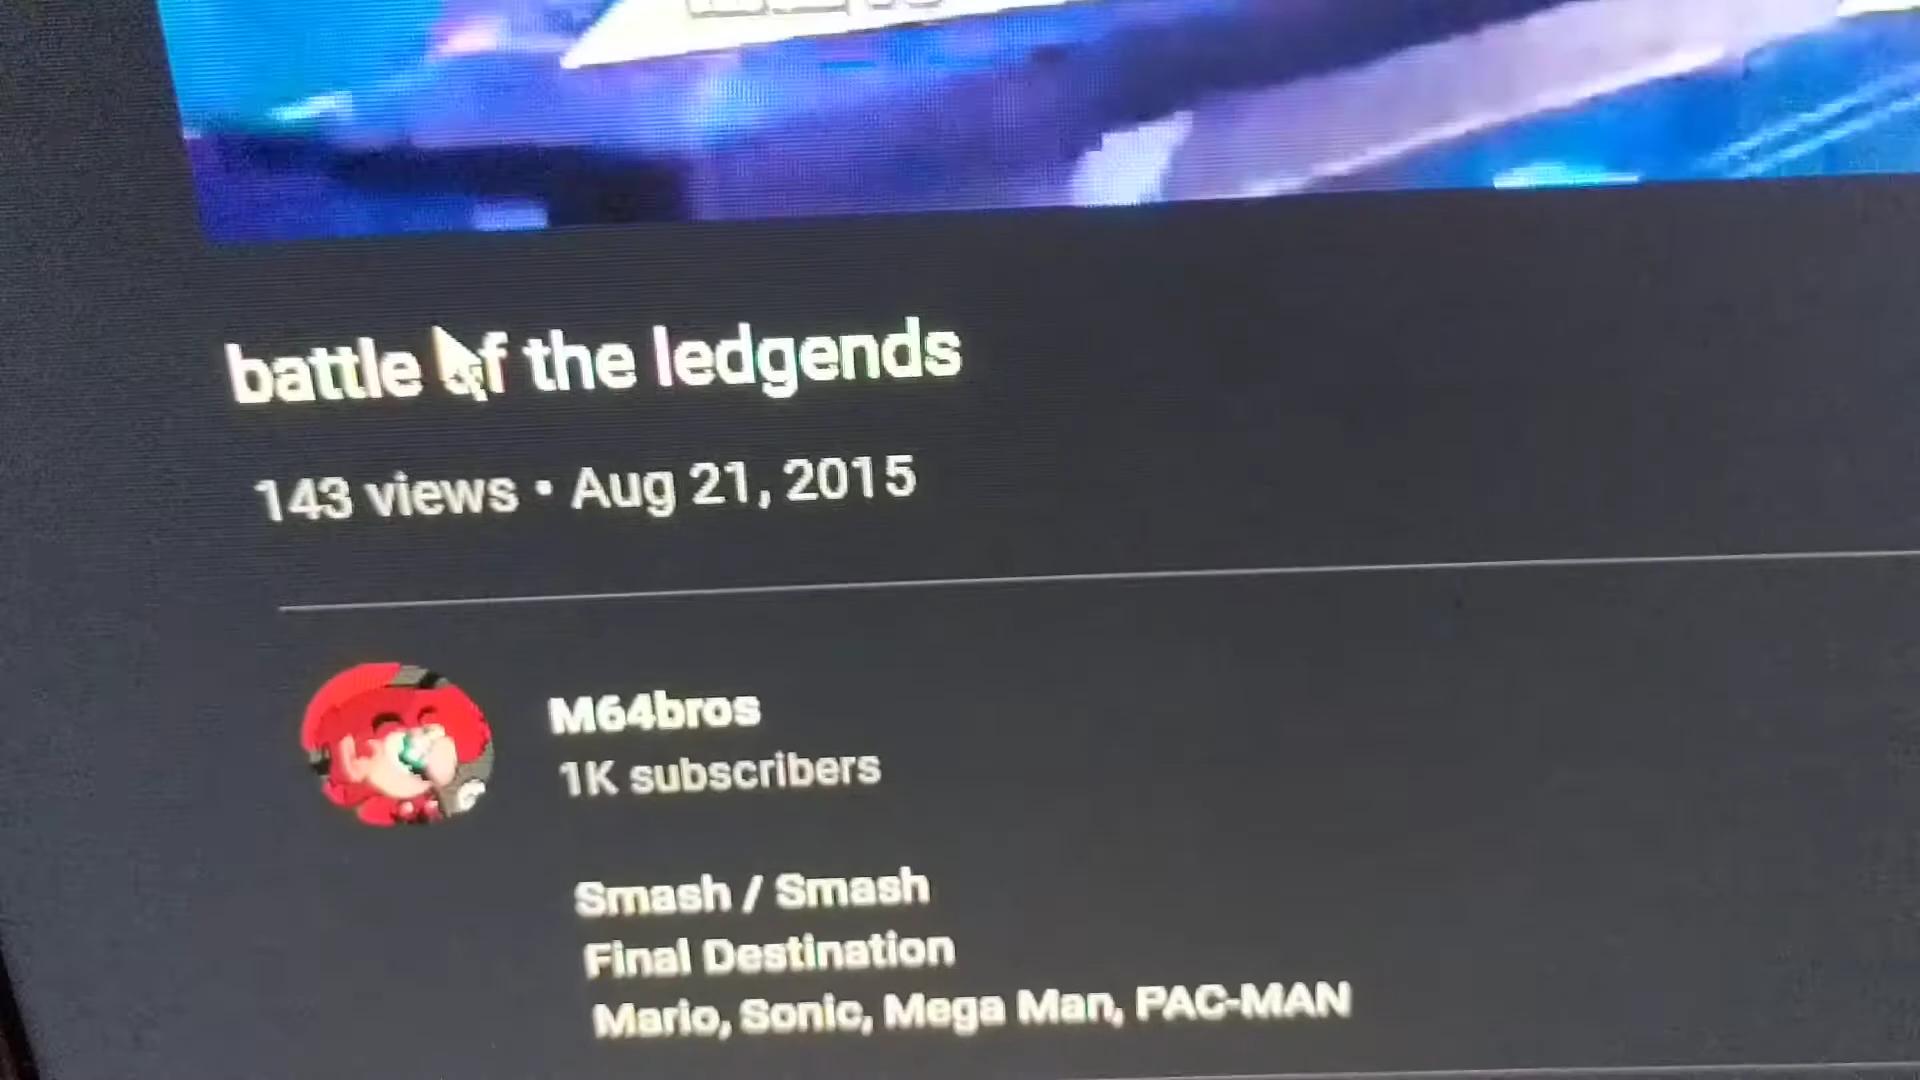 battle of the ledgends
143 views • Aug 21, 2015
M64bros
1K subscribers
Smash / Smash
Final Destination
Mario, Sonic, Mega Man, PAC-MAN